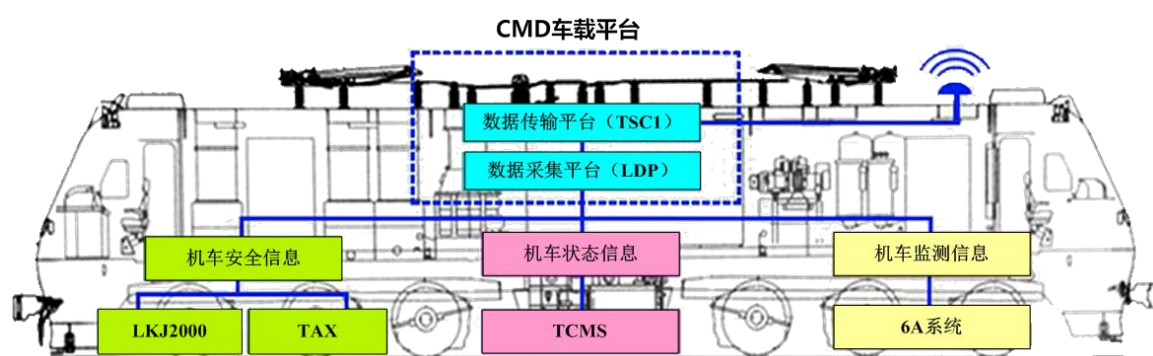 CMD车载平台
数据传输平台（TSC1）
数据采集平台（LDP）
机车安全信息
机车状态信息
机车监测信息
LKJ2000
TAX
TCMS
6A系统